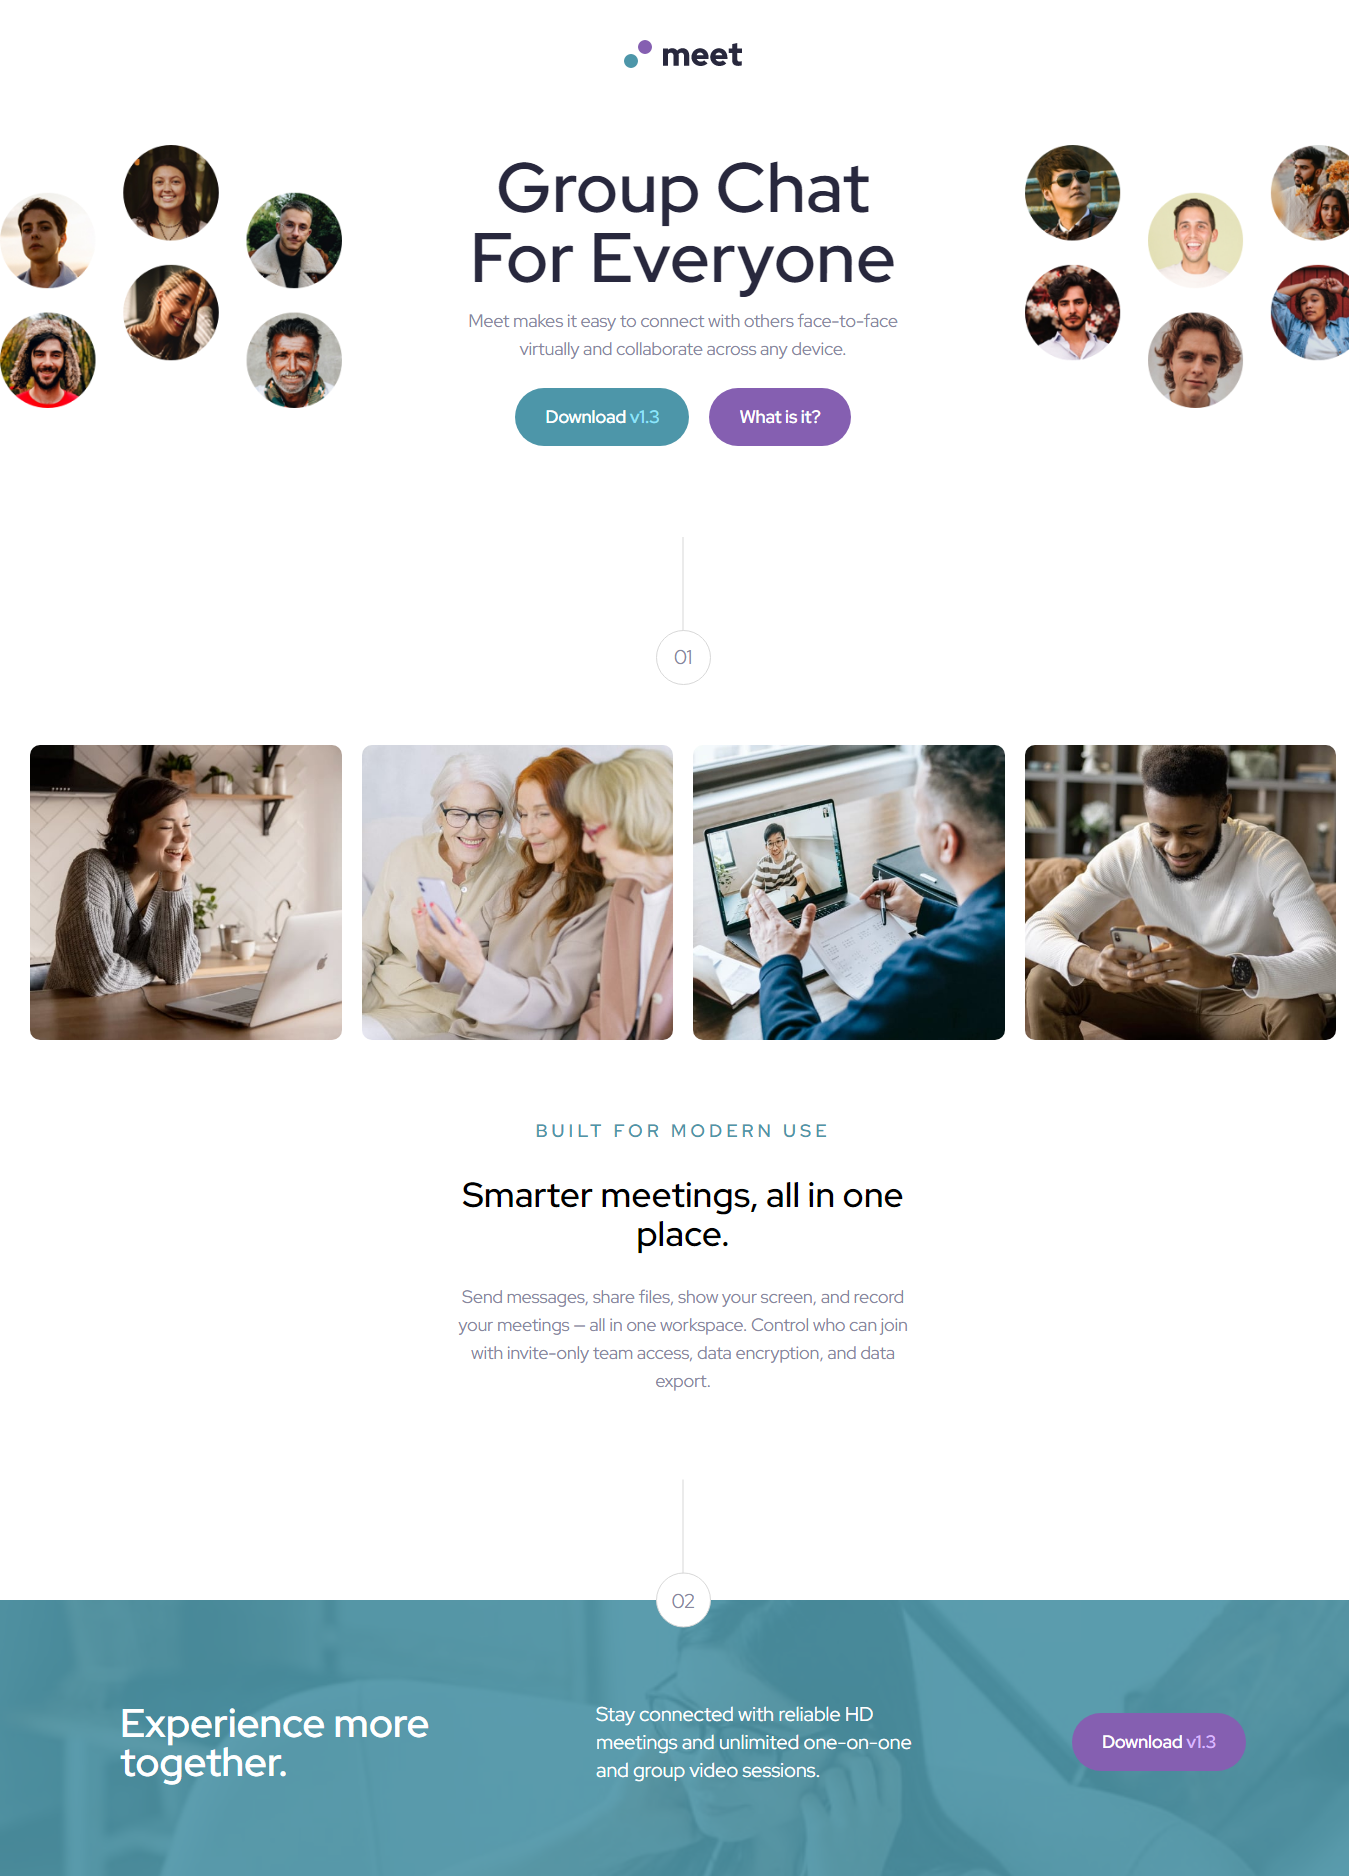 meet
Group Chat
For Everyone
Meet makes it easy to connect with others face-to-face
virtually and collaborate across any device.
Download v1.3
What is it?
01
BUILT FOR MODERN USE
Smarter meetings, all in one
place.
Send messages, share files, show your screen, and record
your meetings — all in one workspace. Control who can join
with invite-only team access, data encryption, and data
export.
02
Experience more
together.
Stay connected with reliable HD
meetings and unlimited one-on-one
and group video sessions.
Download v1.3